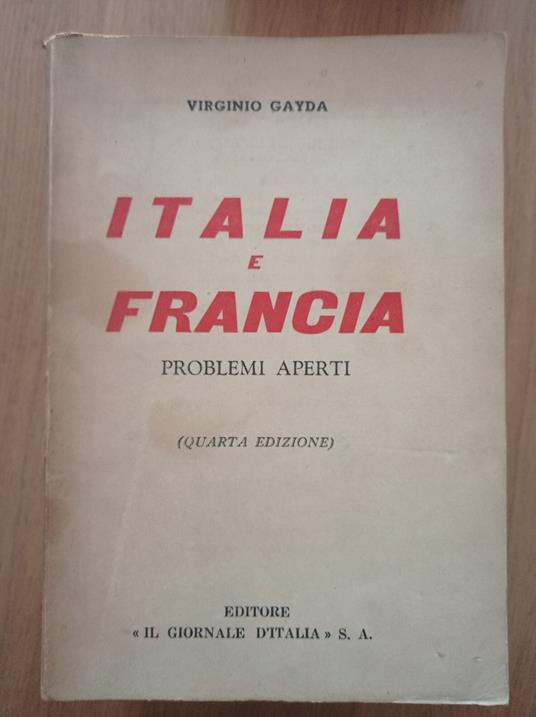 VIRGINIO GAYDA
ITALIA
E
FRANCIA
PROBLEMI APERTI
(QUARTA EDIZIONE)
EDITORE
« IL GIORNALE D'ITALIA » S. A.